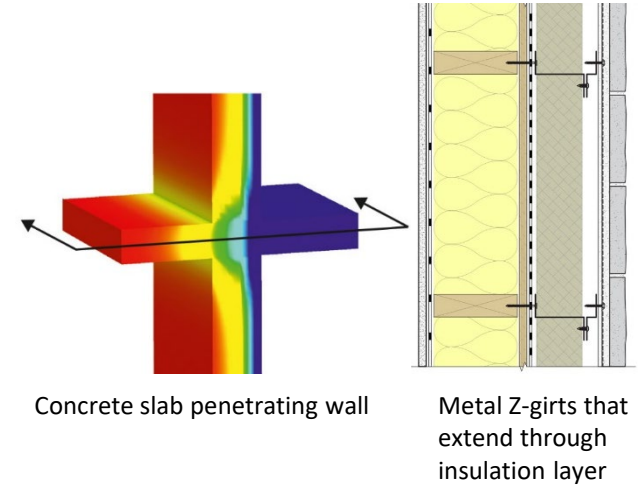 Concrete slab penetrating wall
Metal Z-girts that
extend through
insulation layer